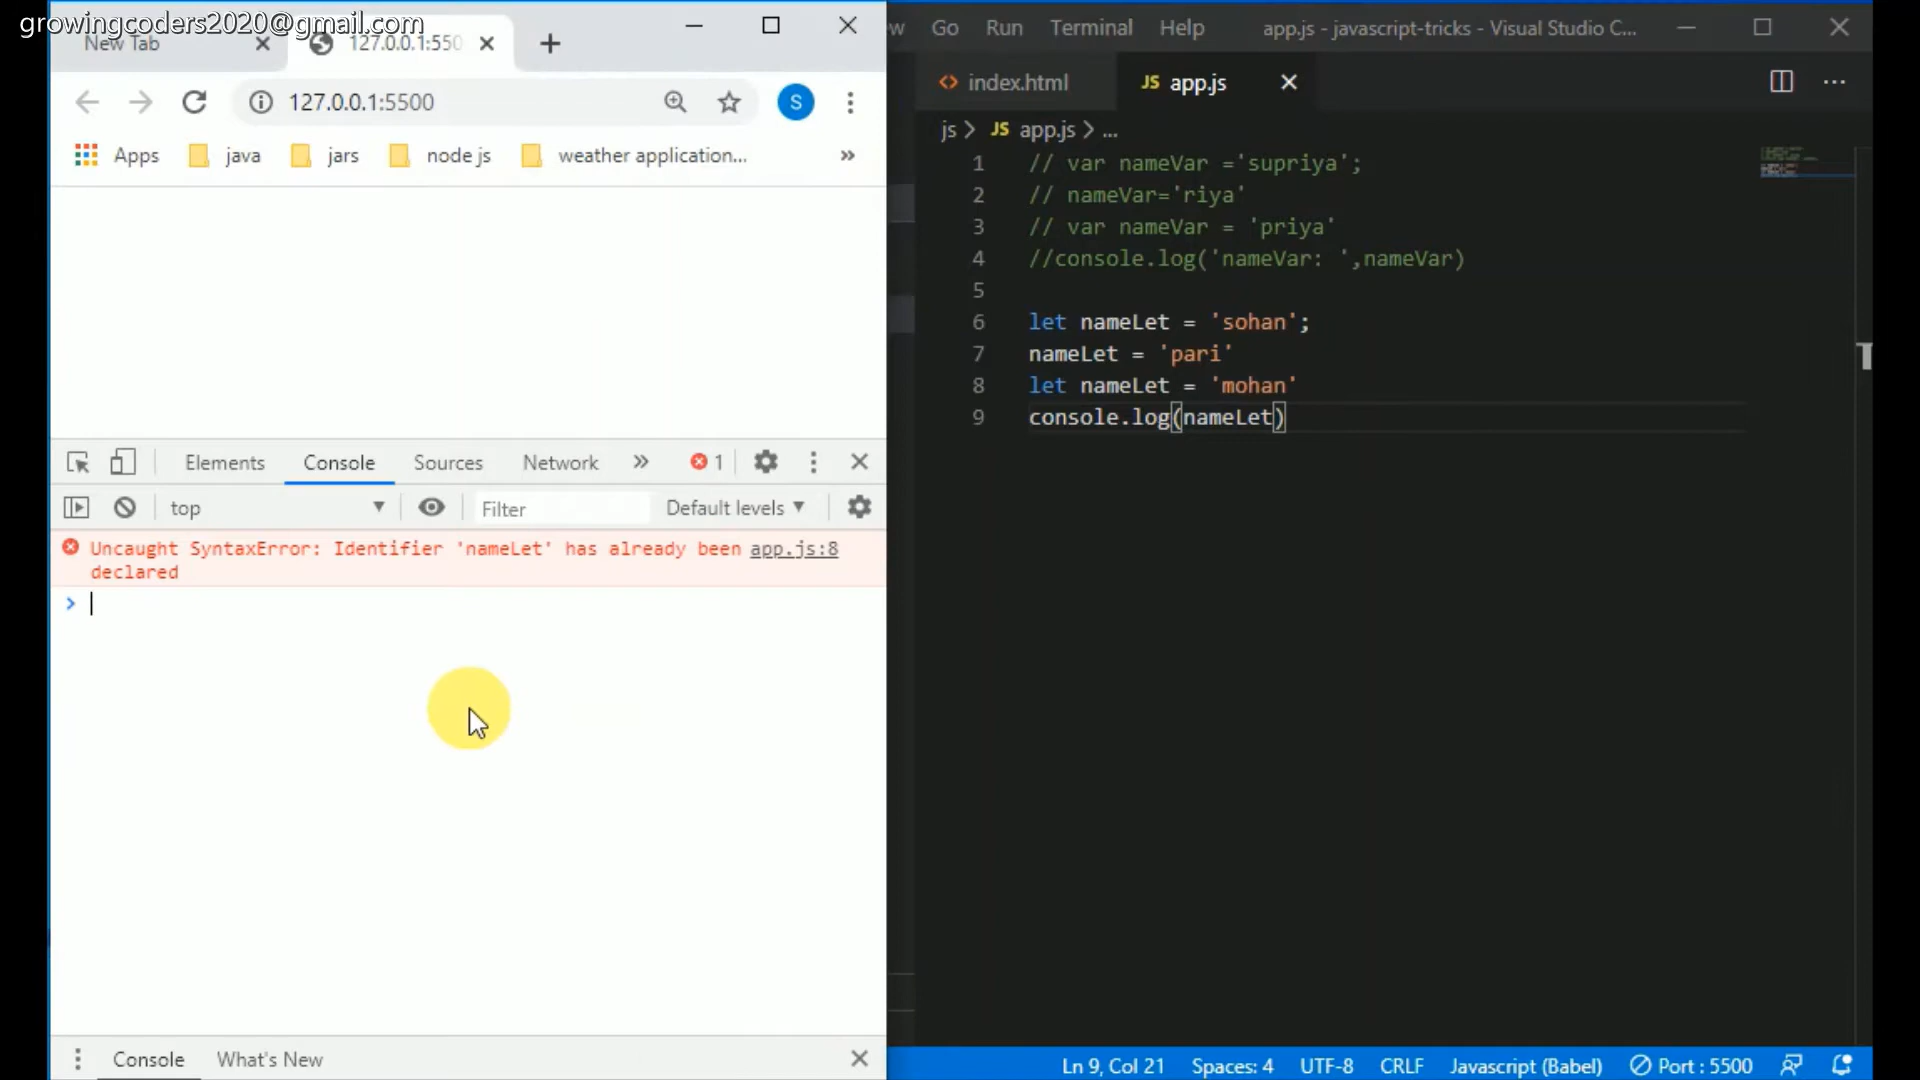 growingcoders2020@gmail.com
New Tab
127.0.0.1:550
127.0.0.1:5500
S
Apps
java
jars
node js
weather application...
»
Elements
Console
Sources
Network
»
1
top
Filter
Default levels
Uncaught SyntaxError: Identifier 'nameLet' has already been app.js:8
declared
>
Console
What's New
Go Run Terminal Help
app.js - javascript-tricks - Visual Studio C...
<> index.html
JS app.js
js > JS app.js > ...
1 // var nameVar ='supriya';
2 // nameVar='riya'
3 // var nameVar = 'priya'
4 //console.log('nameVar: ',nameVar)
5
6 let nameLet = 'sohan';
7 nameLet = 'pari'
8 let nameLet = 'mohan'
9 console.log(nameLet)
Ln 9, Col 21 Spaces: 4 UTF-8 CRLF Javascript (Babel) Port : 5500